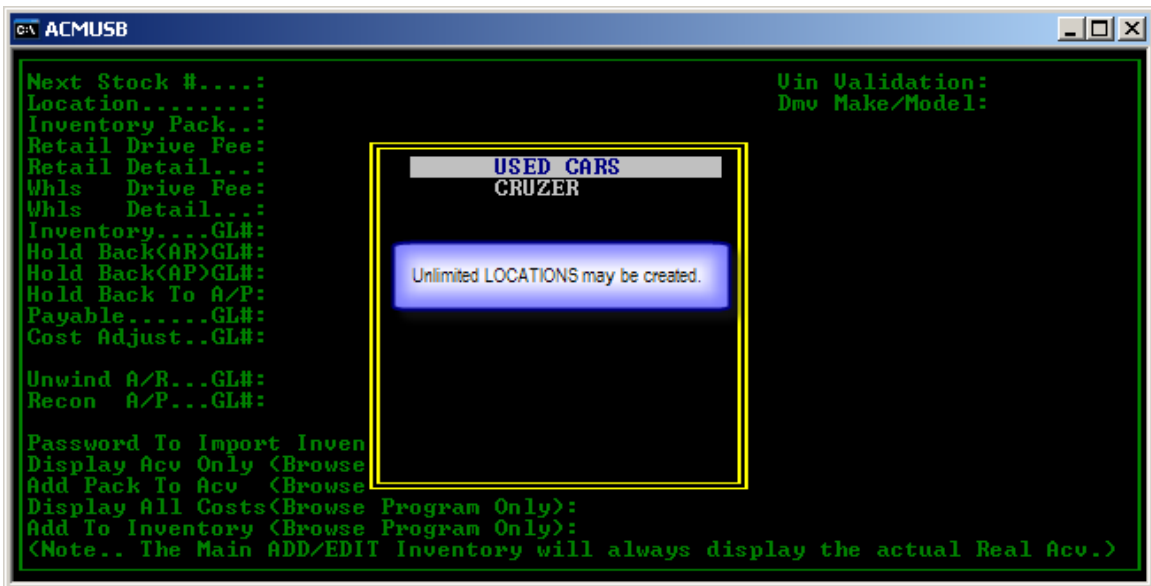 C:\ ACMUSB
Next Stock #....: Vin Validation:
Location........: Dmv Make/Model:
Inventory Pack..:
Retail Drive Fee:
Retail Detail...: USED CARS
Whls Drive Fee: CRUZER
Whls Detail...:
Inventory....GL#:
Hold Back(AR)GL#:
Hold Back(AP)GL#: Unlimited LOCATIONS may be created.
Hold Back To A/P:
Payable......GL#:
Cost Adjust..GL#:
Unwind A/R...GL#:
Recon A/P...GL#:
Password To Import Inven
Display Acv Only (Browse
Add Pack To Acv (Browse
Display All Costs(Browse Program Only):
Add To Inventory (Browse Program Only):
(Note.. The Main ADD/EDIT Inventory will always display the actual Real Acv.)